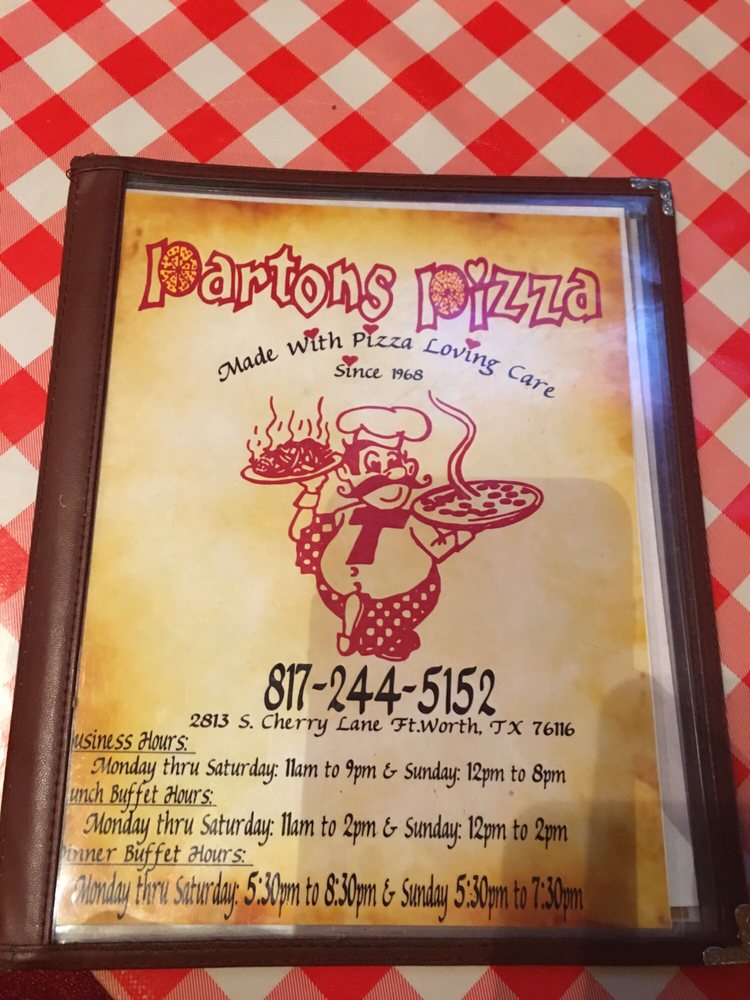 Partons Pizza
Made With Pizza Loving Care
Since 1968
817-244-5152
2813 S. Cherry Lane Ft.Worth, TX 76116
usiness Hours:
Monday thru Saturday: 11am to 9pm & Sunday: 12pm to 8pm
unch Buffet Hours:
Monday thru Saturday: 11am to 2pm & Sunday: 12pm to 2pm
inner Buffet Hours:
Monday thru Saturday: 5:30pm to 8:30pm & Sunday 5:30pm to 7:30pm